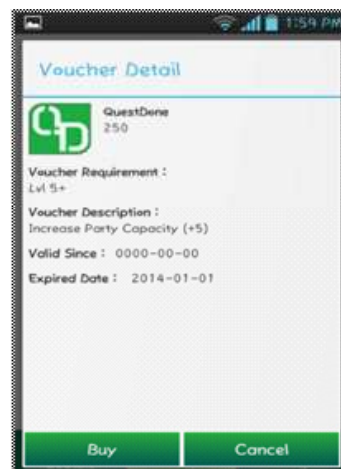 1:59 PM
Voucher Detail
QD
QuestDone
250
Voucher Requirement :
Lvl 5+
Voucher Description :
Increase Party Capacity (+5)
Valid Since : 0000-00-00
Expired Date : 2014-01-01
Buy Cancel